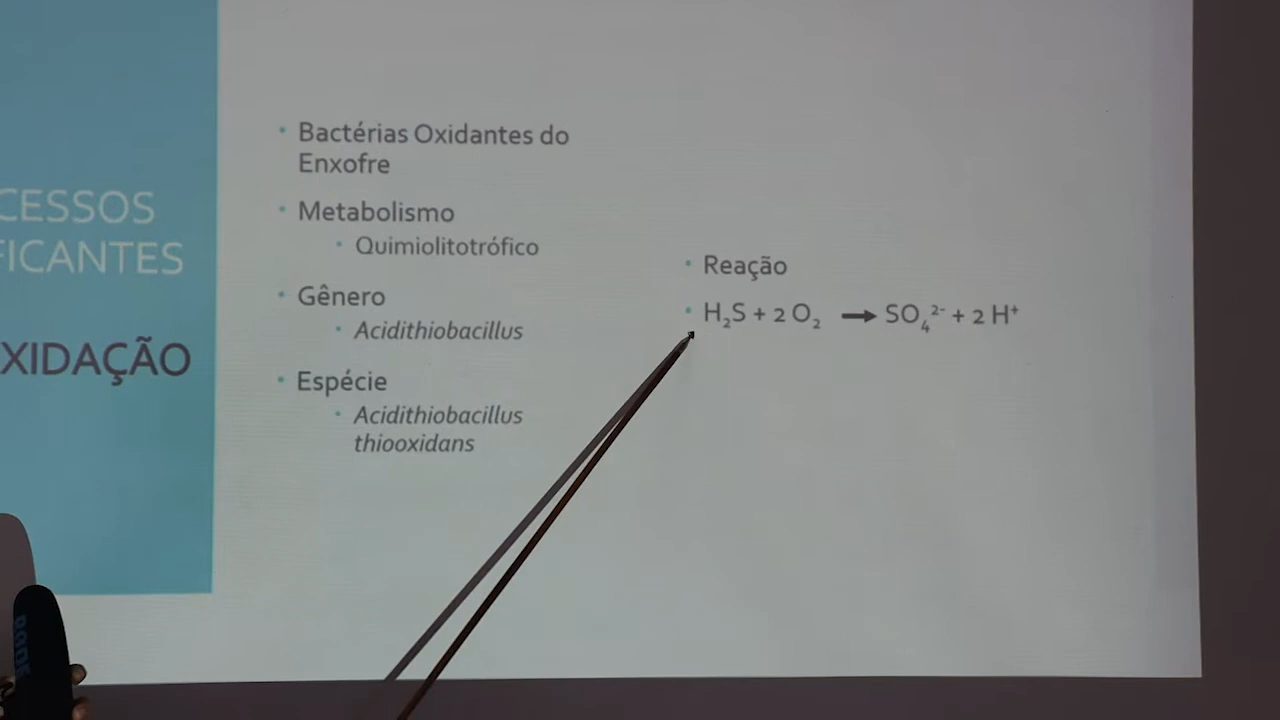 CESSOS
FICANTES
XIDAÇÃO
Bactérias Oxidantes do
Enxofre
Metabolismo
Quimiolitotrófico
Gênero
Acidithiobacillus
Espécie
Acidithiobacillus
thiooxidans
Reação
H₂S + 2 O₂ → SO₄²⁻ + 2 H⁺